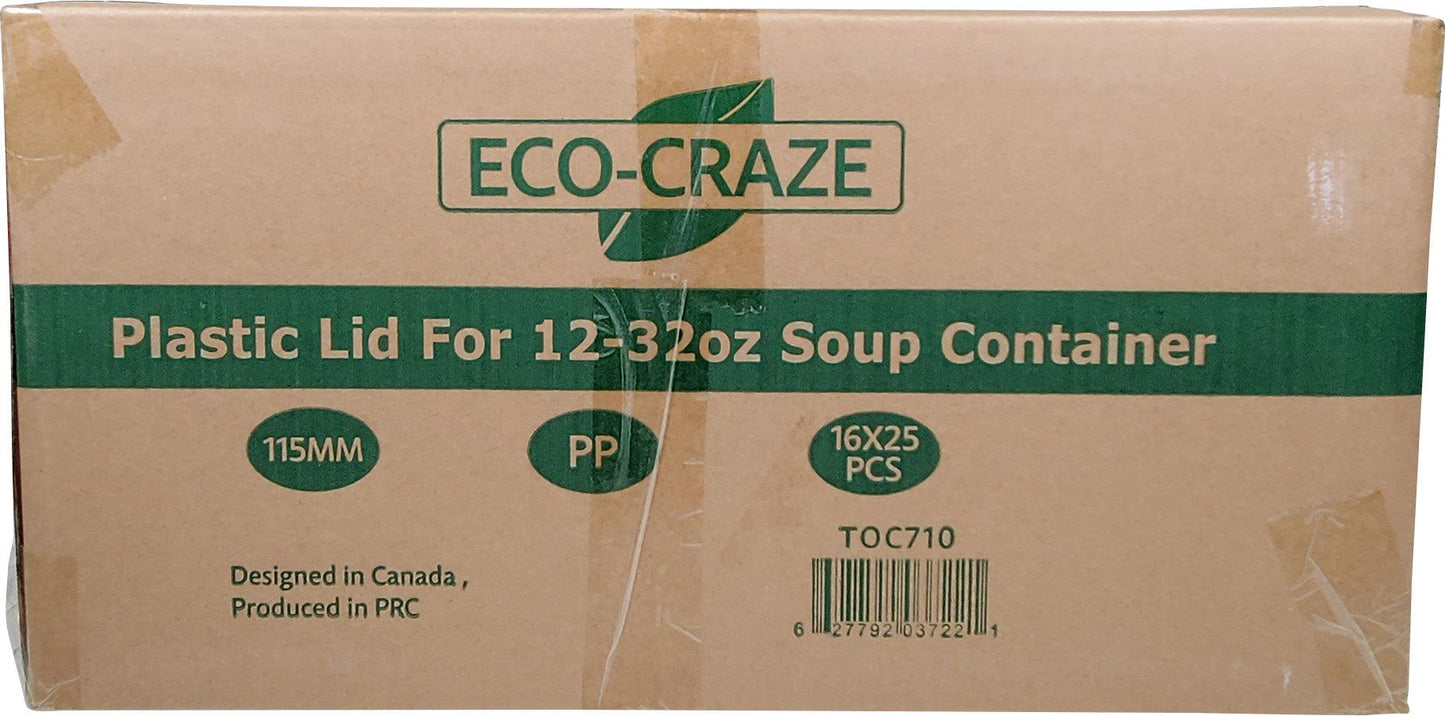 ECO-CRAZE
Plastic Lid For 12-32oz Soup Container
115MM
PP
16X25
PCS
TOC710
6 27792 03722 1
Designed in Canada ,
Produced in PRC